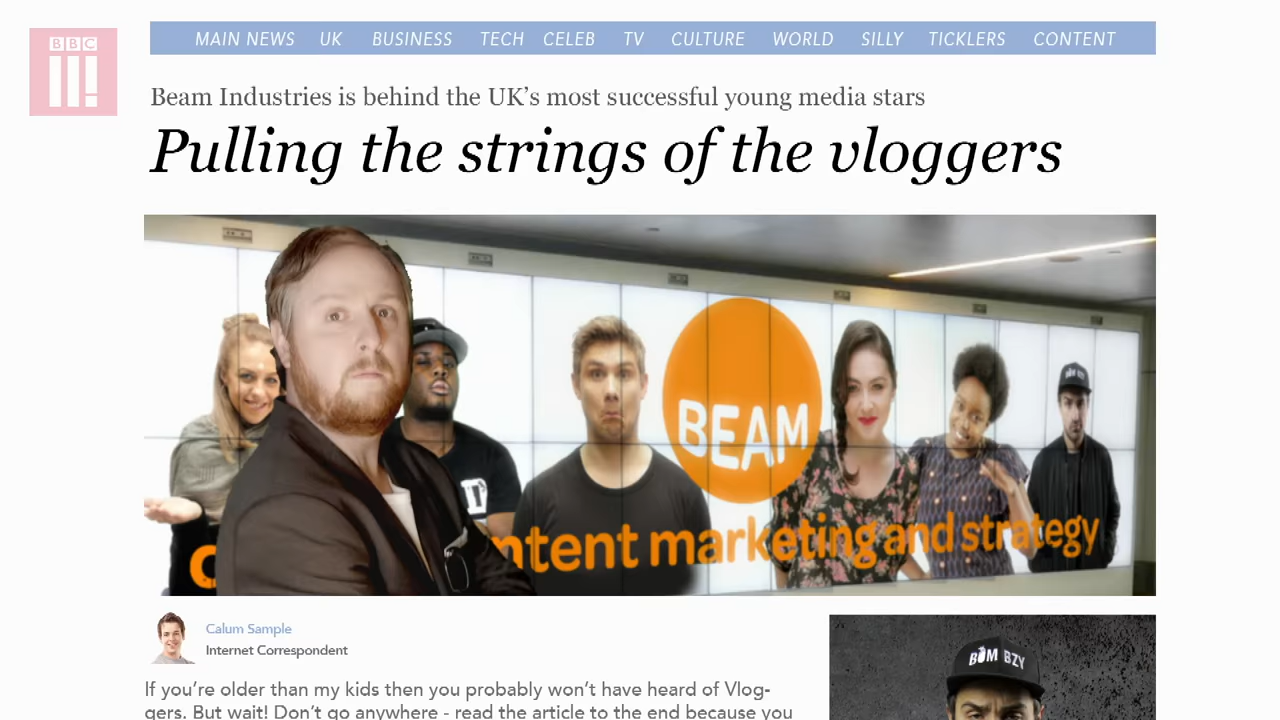 BBC
MAIN NEWS UK BUSINESS TECH CELEB TV CULTURE WORLD SILLY TICKLERS CONTENT
Beam Industries is behind the UK's most successful young media stars
Pulling the strings of the vloggers
BEAM
ntent marketing and strategy
Calum Sample
Internet Correspondent
If you're older than my kids then you probably won't have heard of Vlog-
gers. But wait! Don't go anywhere - read the article to the end because you
BOM BZY